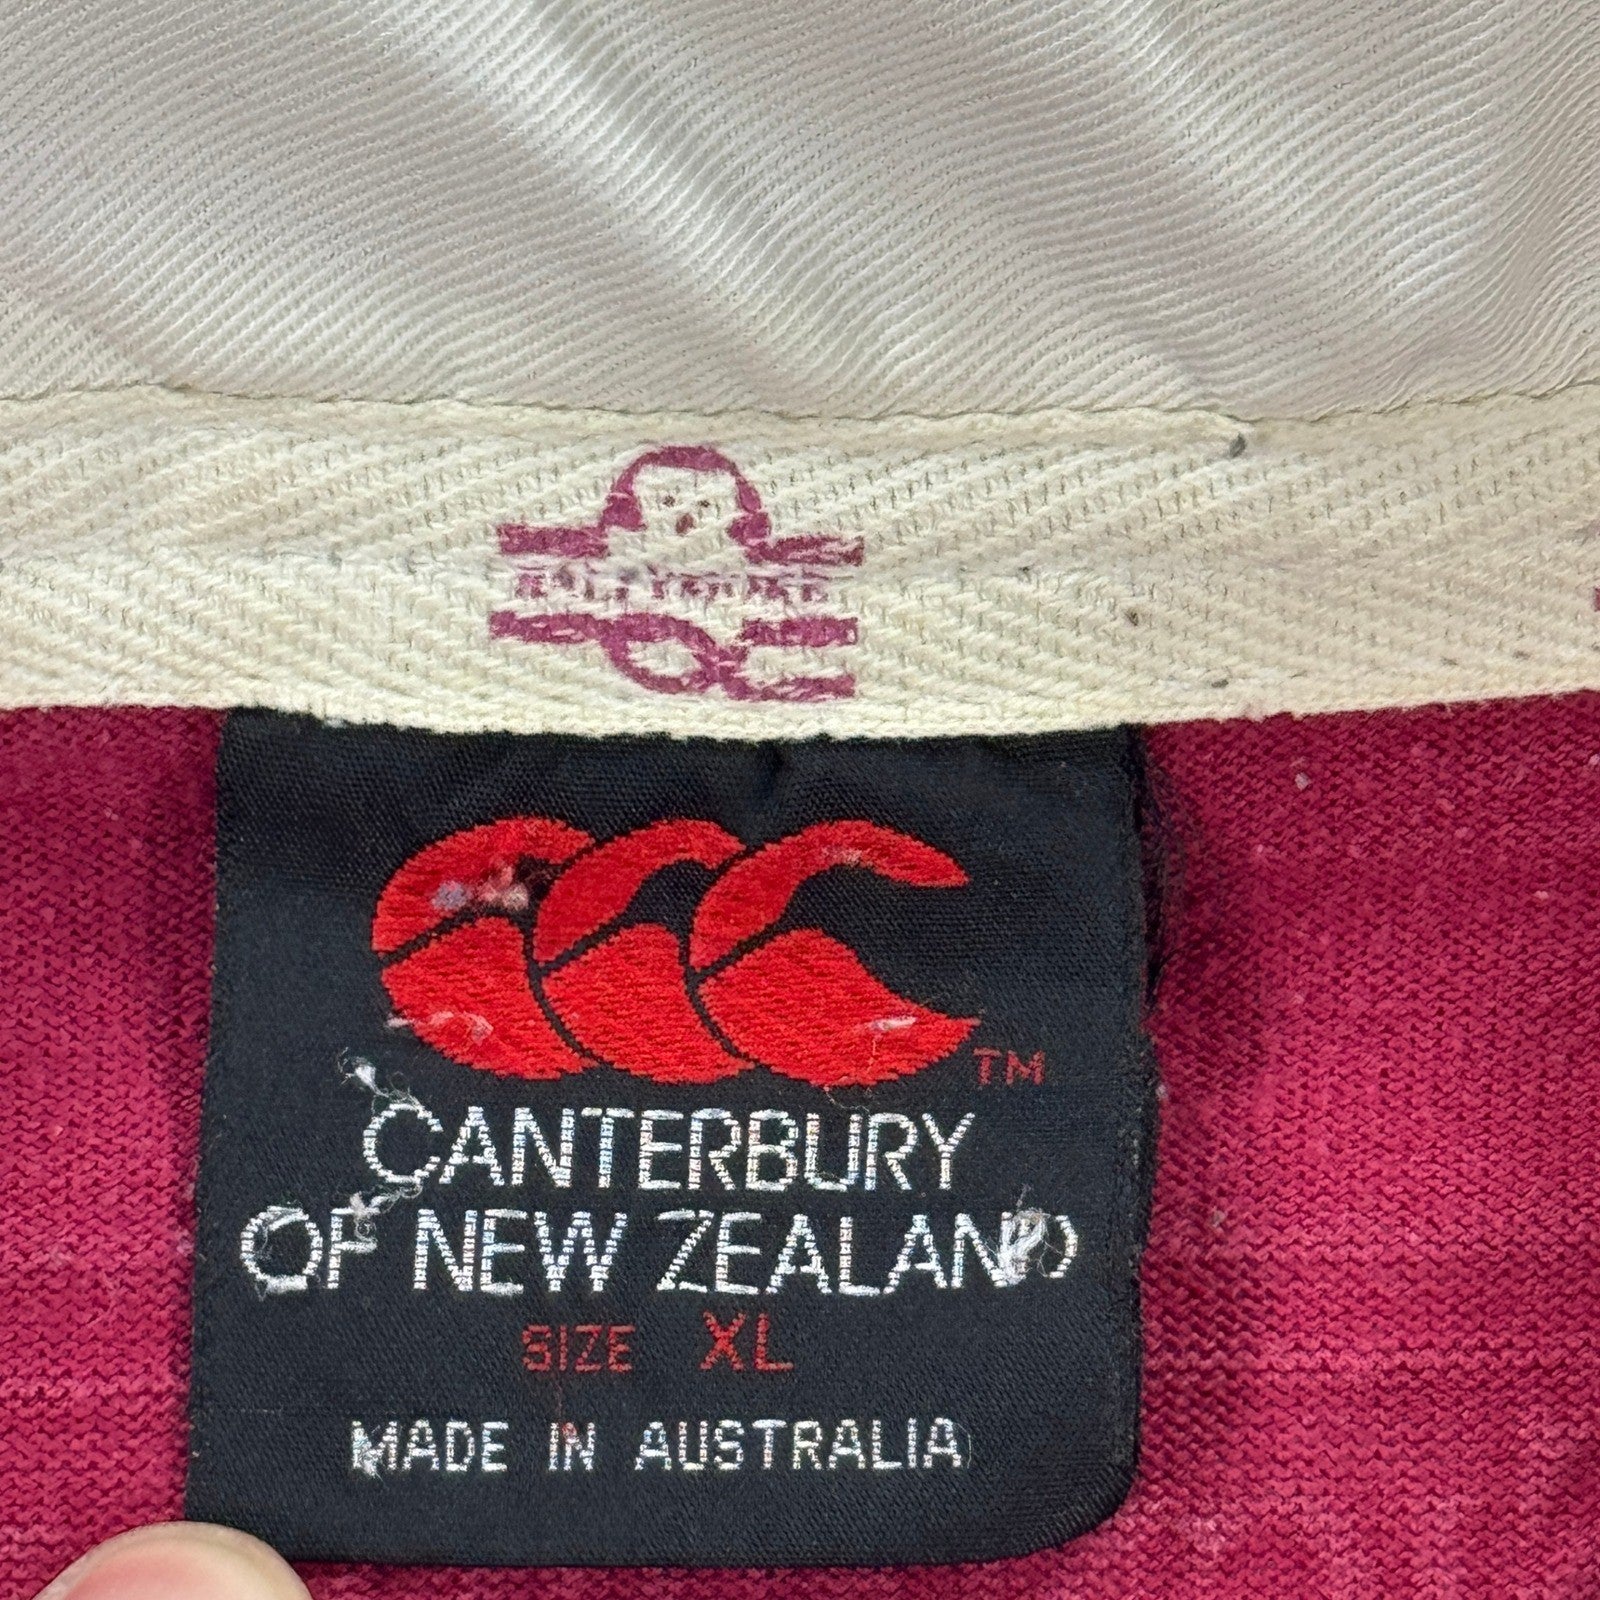 TM
CANTERBURY
OF NEW ZEALAND
SIZE XL
MADE IN AUSTRALIA